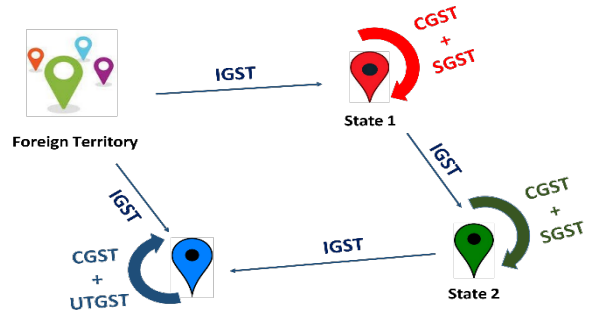 CGST
+
SGST
IGST
State 1
Foreign Territory
IGST
IGST
CGST
+
SGST
IGST
CGST
+
UTGST
State 2